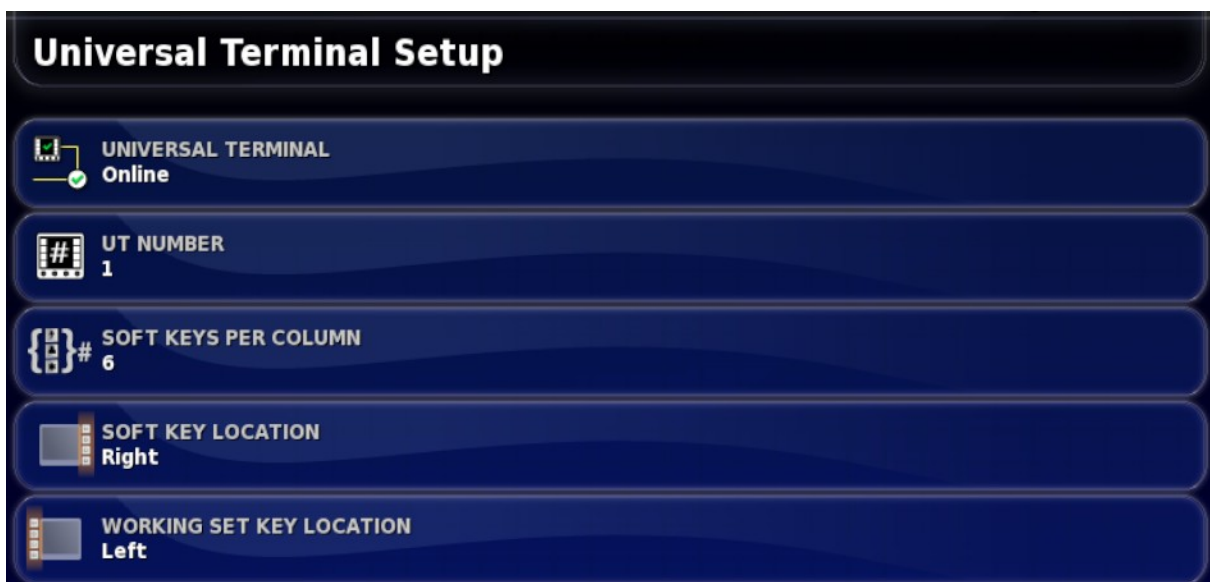 Universal Terminal Setup
UNIVERSAL TERMINAL
Online
#
UT NUMBER
1
#
SOFT KEYS PER COLUMN
6
SOFT KEY LOCATION
Right
WORKING SET KEY LOCATION
Left